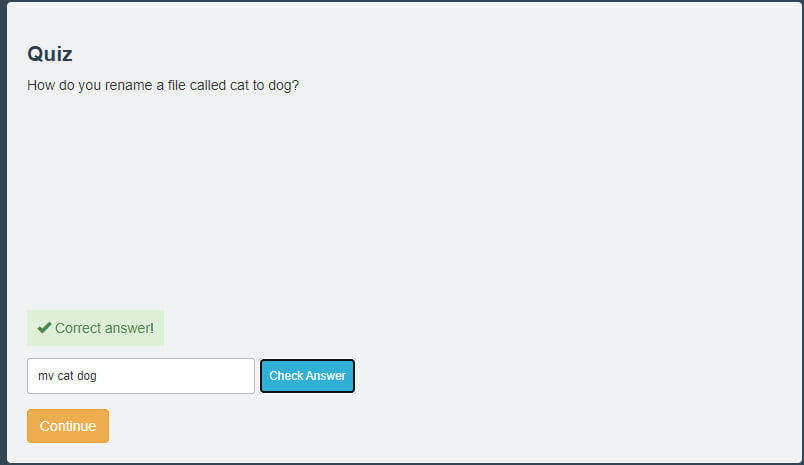 Quiz
How do you rename a file called cat to dog?
✔ Correct answer!
mv cat dog
Check Answer
Continue